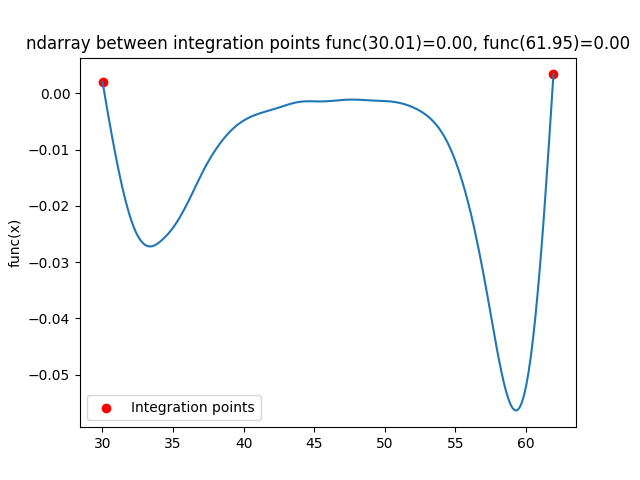 ndarray between integration points func(30.01)=0.00, func(61.95)=0.00
func(x)
0.00
−0.01
−0.02
−0.03
−0.04
−0.05
Integration points
30 35 40 45 50 55 60